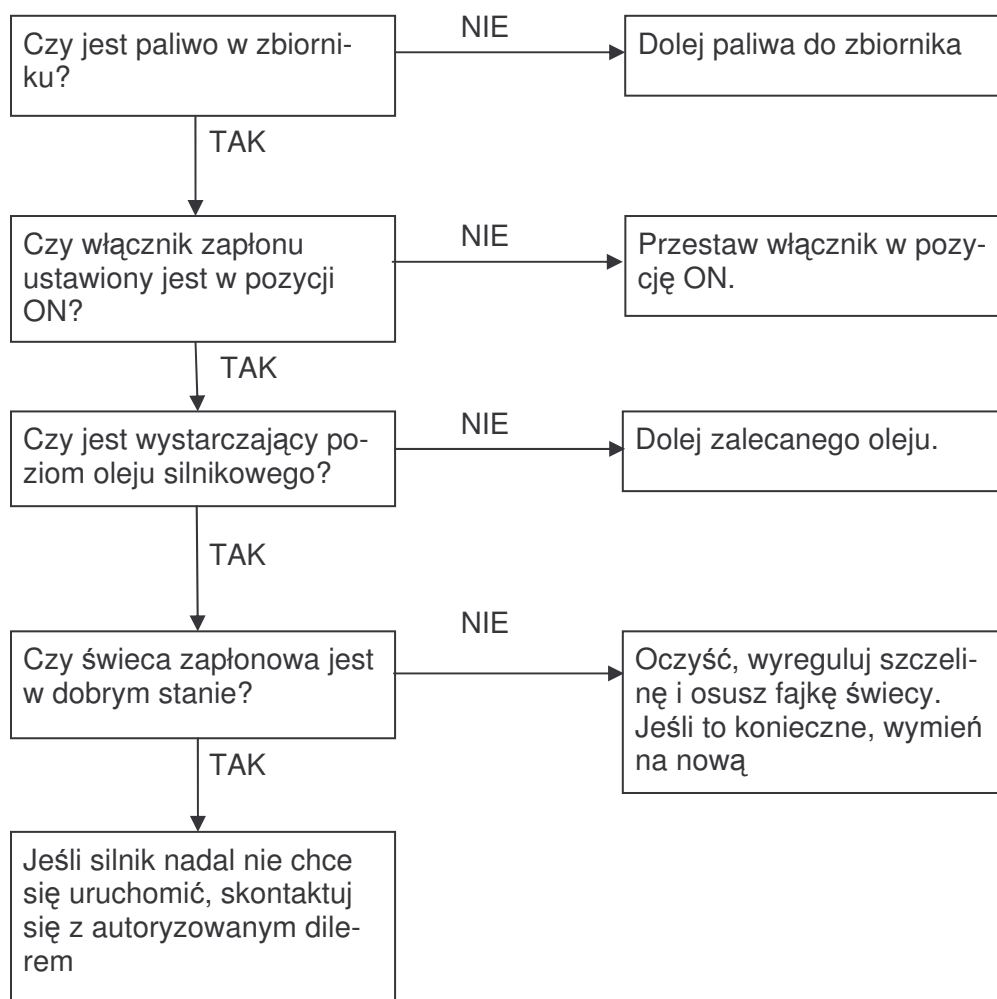 Czy jest paliwo w zbiorni-
ku?
NIE
Dolej paliwa do zbiornika
TAK
Czy włącznik zapłonu
ustawiony jest w pozycji
ON?
NIE
Przestaw włącznik w pozy-
cję ON.
TAK
Czy jest wystarczający po-
ziom oleju silnikowego?
NIE
Dolej zalecanego oleju.
TAK
Czy świeca zapłonowa jest
w dobrym stanie?
NIE
Oczyść, wyreguluj szczeli-
nę i osusz fajkę świecy.
Jeśli to konieczne, wymień
na nową
TAK
Jeśli silnik nadal nie chce
się uruchomić, skontaktuj
się z autoryzowanym dile-
rem